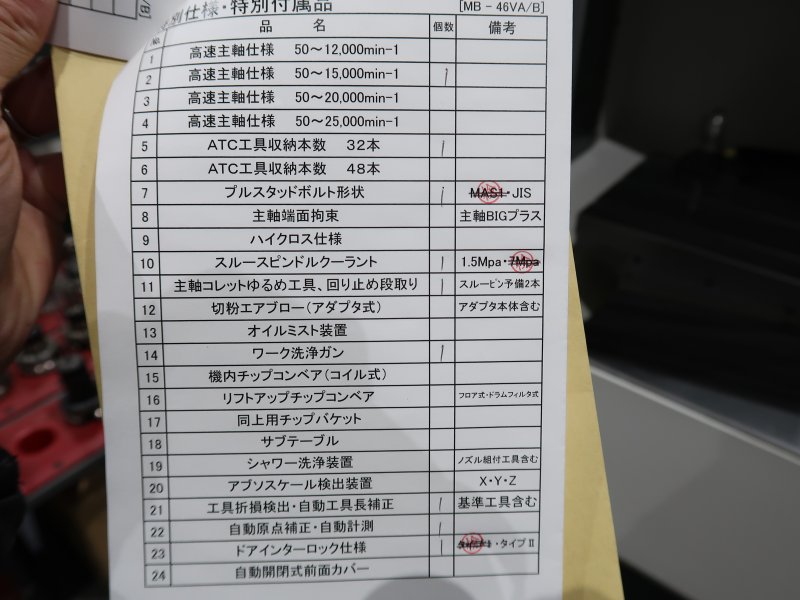 特別仕様・特別付属品 [MB - 46VA/B]
No. 品 名 個数 備考
1 高速主軸仕様 50～12,000min-1
2 高速主軸仕様 50～15,000min-1 1
3 高速主軸仕様 50～20,000min-1
4 高速主軸仕様 50～25,000min-1
5 ATC工具収納本数 32本 1
6 ATC工具収納本数 48本
7 プルスタッドボルト形状 1 MAS1・JIS
8 主軸端面拘束 主軸BIGプラス
9 ハイクロス仕様
10 スルースピンドルクーラント 1 1.5Mpa・7Mpa
11 主軸コレットゆるめ工具、回り止め段取り 1 スルーピン予備2本
12 切粉エアブロー(アダプタ式) アダプタ本体含む
13 オイルミスト装置
14 ワーク洗浄ガン 1
15 機内チップコンベア(コイル式)
16 リフトアップチップコンベア フロア式・ドラムフィルタ式
17 同上用チップバケット
18 サブテーブル
19 シャワー洗浄装置 ノズル組付工具含む
20 アブソスケール検出装置 X・Y・Z
21 工具折損検出・自動工具長補正 1 基準工具含む
22 自動原点補正・自動計測 1
23 ドアインターロック仕様 1 ・タイプⅡ
24 自動開閉式前面カバー